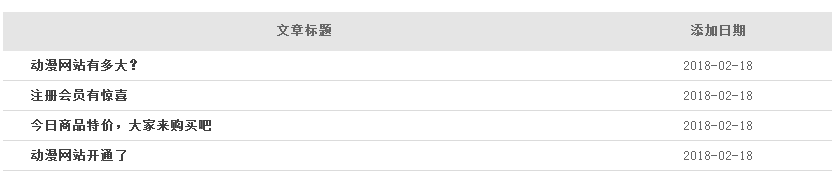 文章标题 添加日期
动漫网站有多大？ 2018-02-18
注册会员有惊喜 2018-02-18
今日商品特价，大家来购买吧 2018-02-18
动漫网站开通了 2018-02-18